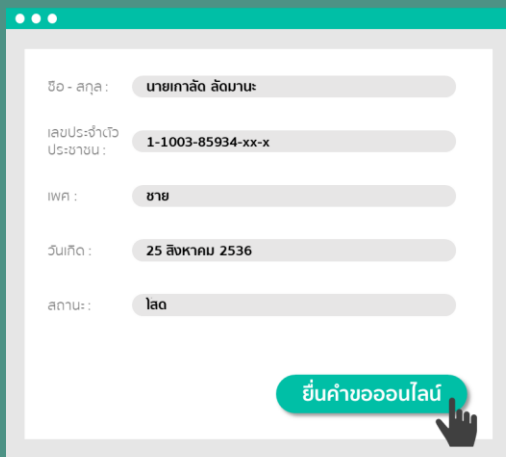 ชื่อ - สกุล : นายเกาลัด ลัดมานะ
เลขประจำตัว
ประชาชน : 1-1003-85934-xx-x
เพศ : ชาย
วันเกิด : 25 สิงหาคม 2536
สถานะ : โสด
ยื่นคำขอออนไลน์